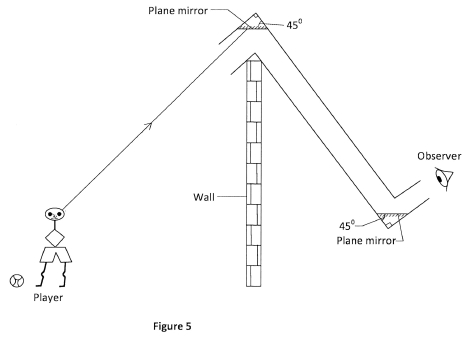 Plane mirror
45⁰
Observer
Wall
45⁰
Plane mirror
Player
Figure 5